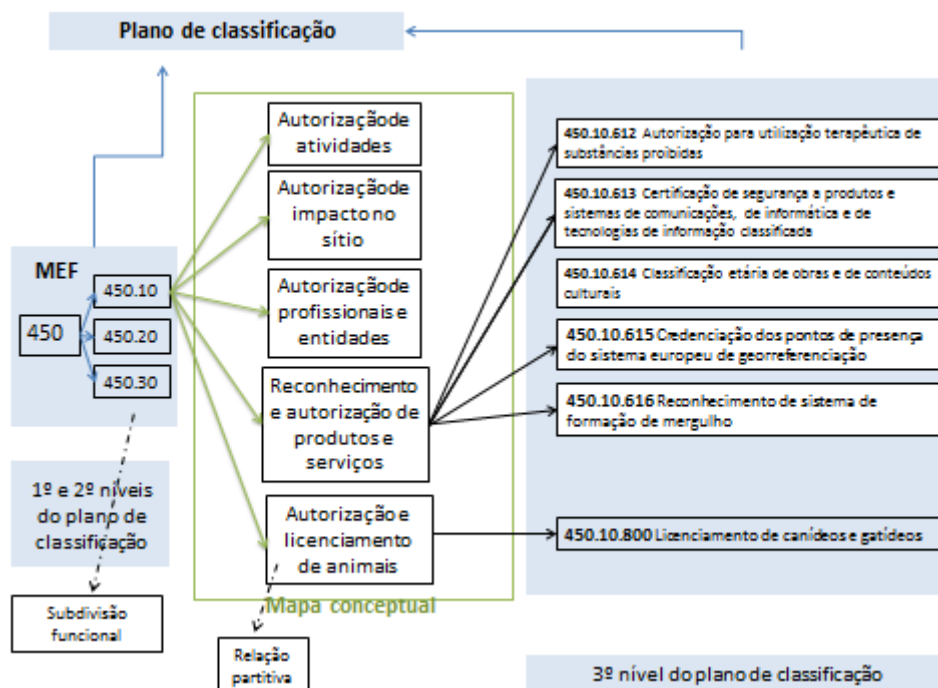 Plano de classificação
MEF
450
450.10
450.20
450.30
1º e 2º níveis
do plano de
classificação
Subdivisão
funcional
Autorizaçãode
atividades
Autorizaçãode
impacto no
sítio
Autorizaçãode
profissionais e
entidades
Reconhecimento
e autorização de
produtos e
serviços
Autorização e
licenciamento
de animais
Mapa conceptual
Relação
partitiva
450.10.612 Autorização para utilização terapêutica de
substâncias proibidas
450.10.613 Certificação de segurança a produtos e
sistemas de comunicações, de informática e de
tecnologias de informação classificada
450.10.614 Classificação etária de obras e de conteúdos
culturais
450.10.615 Credenciação dos pontos de presença
do sistema europeu de georreferenciação
450.10.616 Reconhecimento de sistema de
formação de mergulho
450.10.800 Licenciamento de canídeos e gatídeos
3º nível do plano de classificação